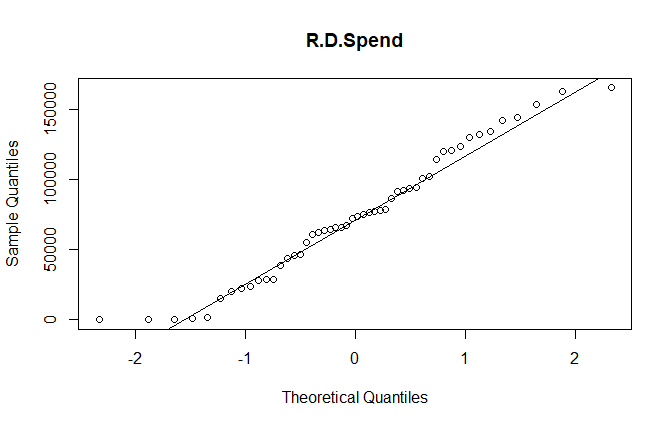 R.D.Spend
Sample Quantiles
150000
100000
50000
0
-2 -1 0 1 2
Theoretical Quantiles